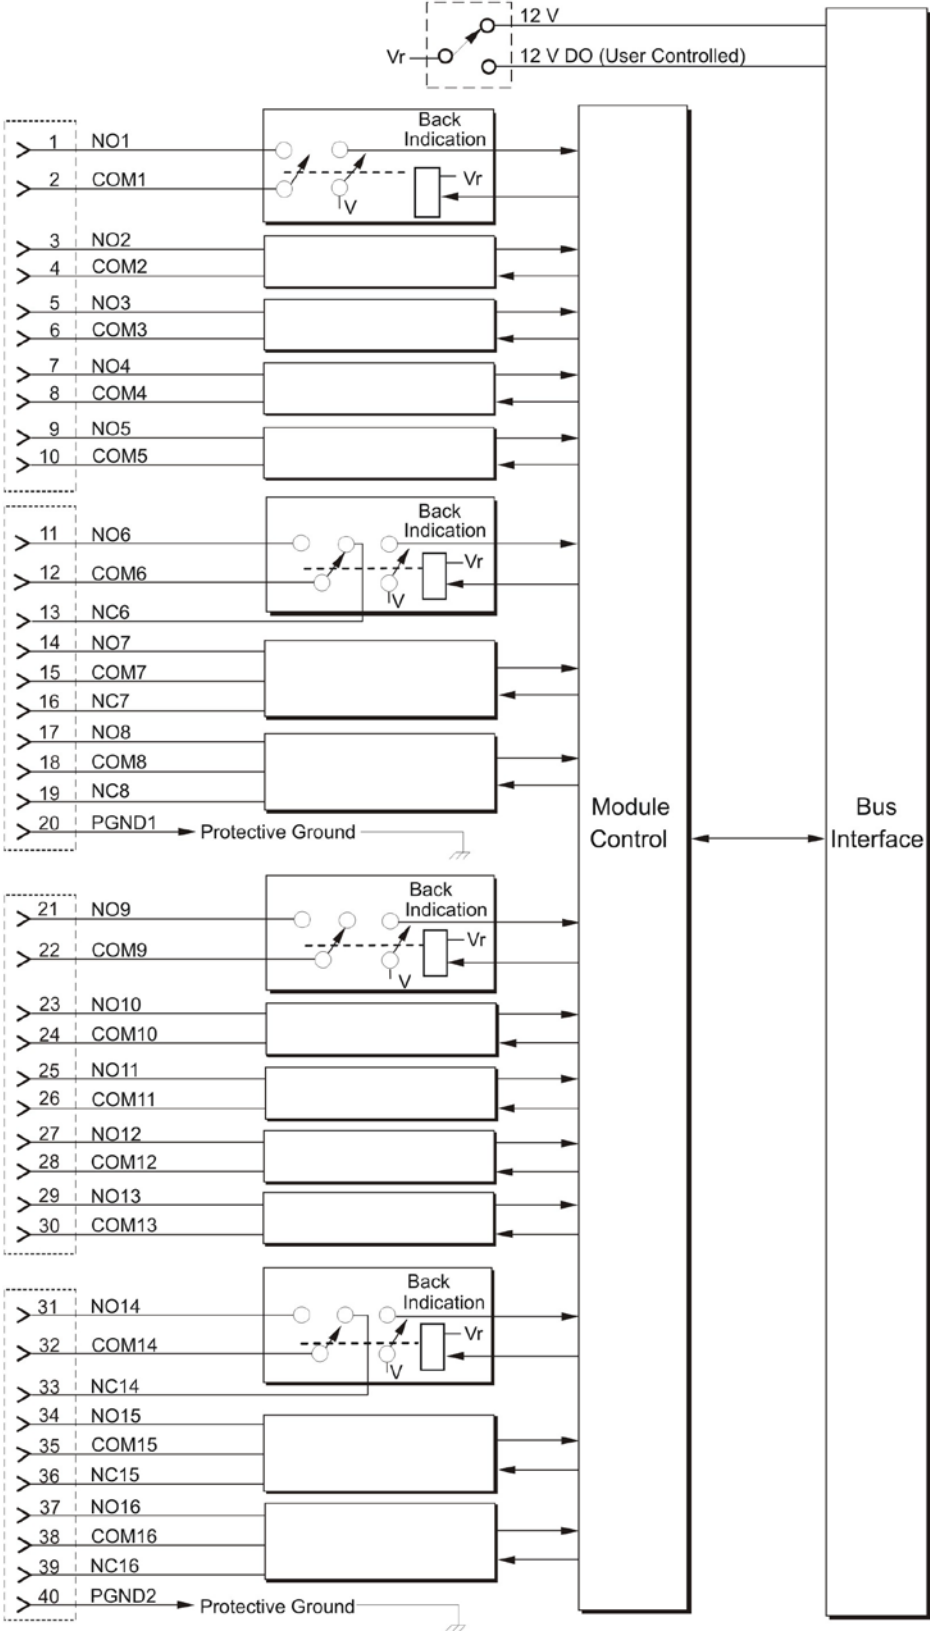 12 V
Vr
12 V DO (User Controlled)
Back
Indication
1 NO1
2 COM1
Vr
V
3 NO2
4 COM2
5 NO3
6 COM3
7 NO4
8 COM4
9 NO5
10 COM5
Back
Indication
11 NO6
12 COM6
Vr
V
13 NC6
14 NO7
15 COM7
16 NC7
17 NO8
18 COM8
19 NC8
20 PGND1 Protective Ground
Module
Control
Bus
Interface
Back
Indication
21 NO9
22 COM9
Vr
V
23 NO10
24 COM10
25 NO11
26 COM11
27 NO12
28 COM12
29 NO13
30 COM13
Back
Indication
31 NO14
32 COM14
Vr
V
33 NC14
34 NO15
35 COM15
36 NC15
37 NO16
38 COM16
39 NC16
40 PGND2 Protective Ground